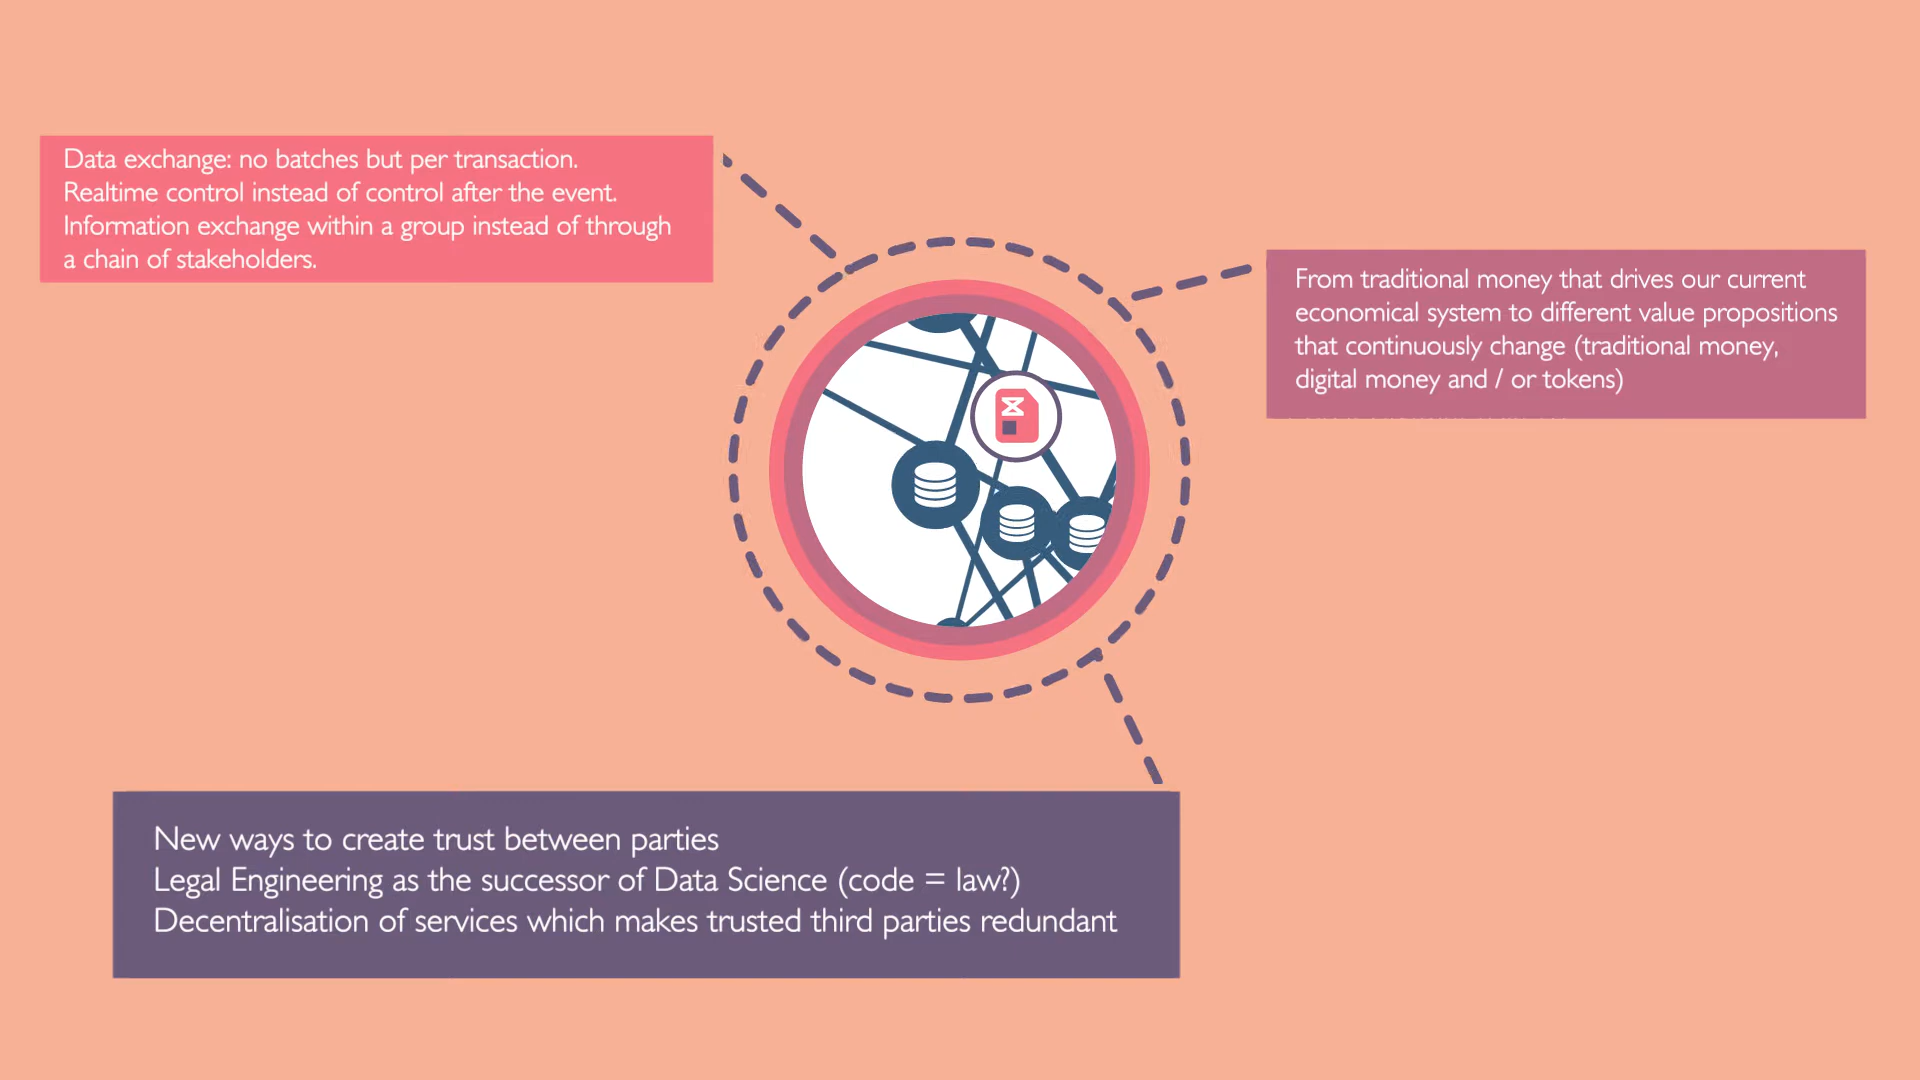 Data exchange: no batches but per transaction.
Realtime control instead of control after the event.
Information exchange within a group instead of through
a chain of stakeholders.
From traditional money that drives our current
economical system to different value propositions
that continuously change (traditional money,
digital money and / or tokens)
New ways to create trust between parties
Legal Engineering as the successor of Data Science (code = law?)
Decentralisation of services which makes trusted third parties redundant